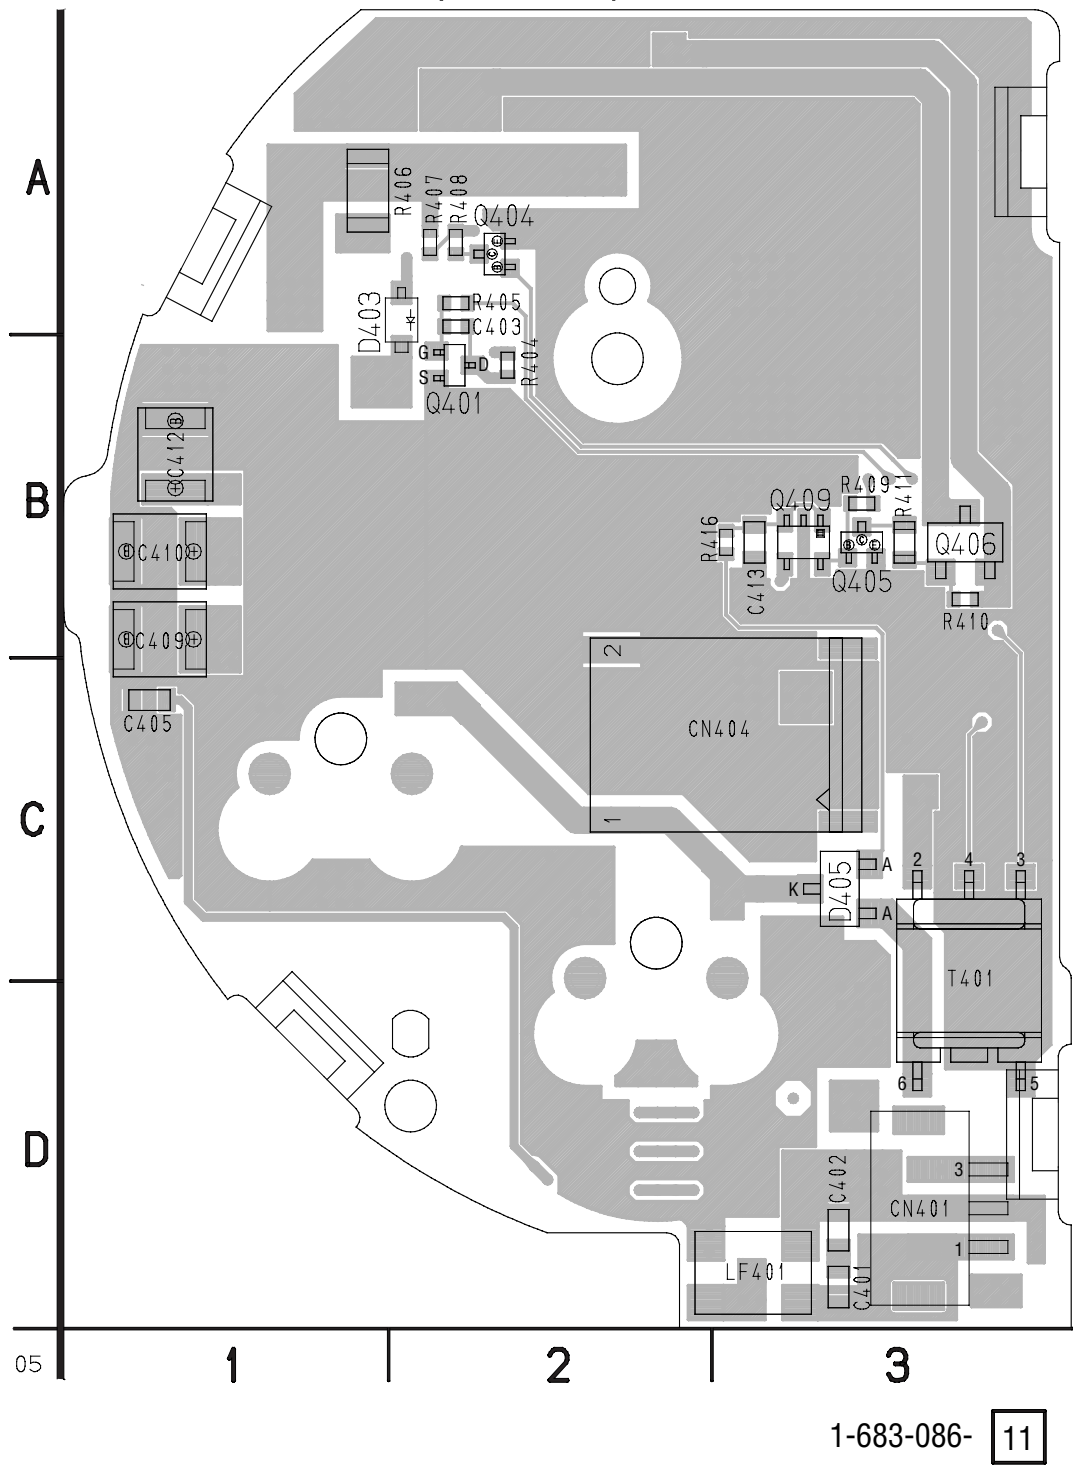 A
R406
R407
R408
Q404
E
C
B
D403
R405
C403
G
D
S
R404
Q401
B
B
C412
+
B
C410
+
B
C409
+
C405
R409
R411
Q409
R416
C413
B
C
E
Q405
Q406
R410
2
CN404
1
C
D405
K
A
A
2
4
3
T401
6
5
D
C402
3
CN401
1
LF401
C401
05
1
2
3
1-683-086- 11